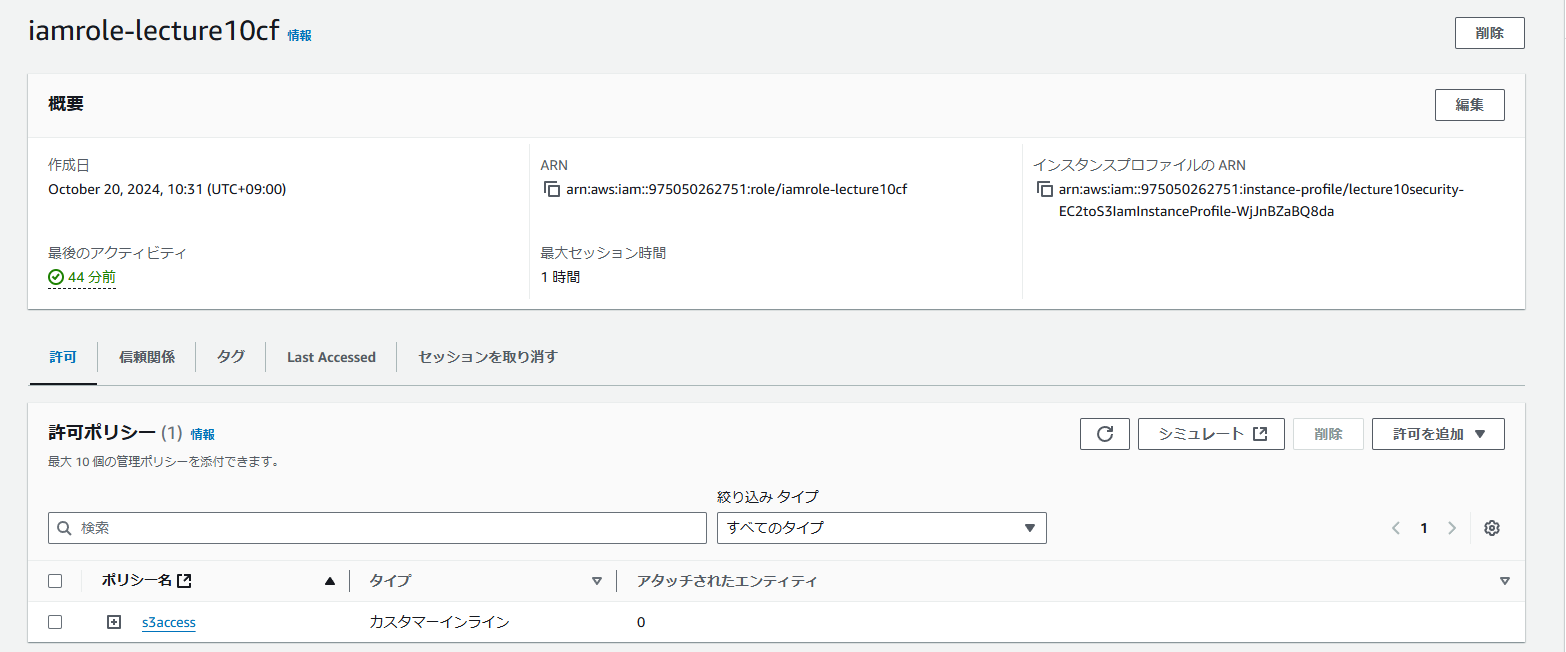 iamrole-lecture10cf 情報
削除
概要
編集
作成日
October 20, 2024, 10:31 (UTC+09:00)
ARN
arn:aws:iam::975050262751:role/iamrole-lecture10cf
インスタンスプロファイルの ARN
arn:aws:iam::975050262751:instance-profile/lecture10security-
EC2toS3IamInstanceProfile-WjJnBZaBQ8da
最後のアクティビティ
44 分前
最大セッション時間
1 時間
許可 信頼関係 タグ Last Accessed セッションを取り消す
許可ポリシー (1) 情報
最大 10 個の管理ポリシーを添付できます。
シミュレート 削除 許可を追加
絞り込み タイプ
検索 すべてのタイプ 1
ポリシー名 タイプ アタッチされたエンティティ
s3access カスタマーインライン 0